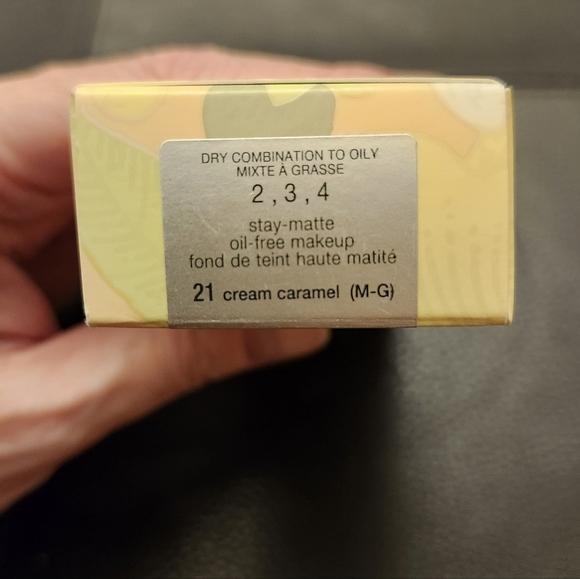 DRY COMBINATION TO OILY
MIXTE À GRASSE
2 , 3 , 4
stay-matte
oil-free makeup
fond de teint haute matité
21 cream caramel (M-G)